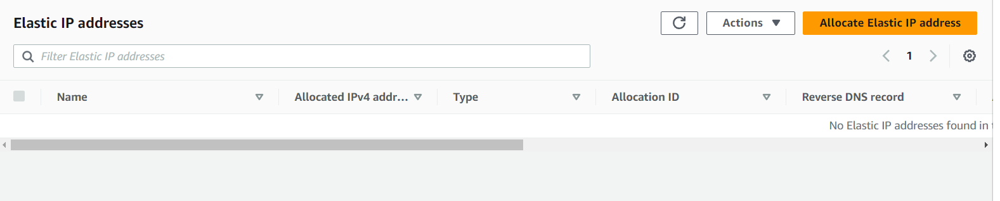 Elastic IP addresses
Actions
Allocate Elastic IP address
Filter Elastic IP addresses
1
Name
Allocated IPv4 addr...
Type
Allocation ID
Reverse DNS record
No Elastic IP addresses found in